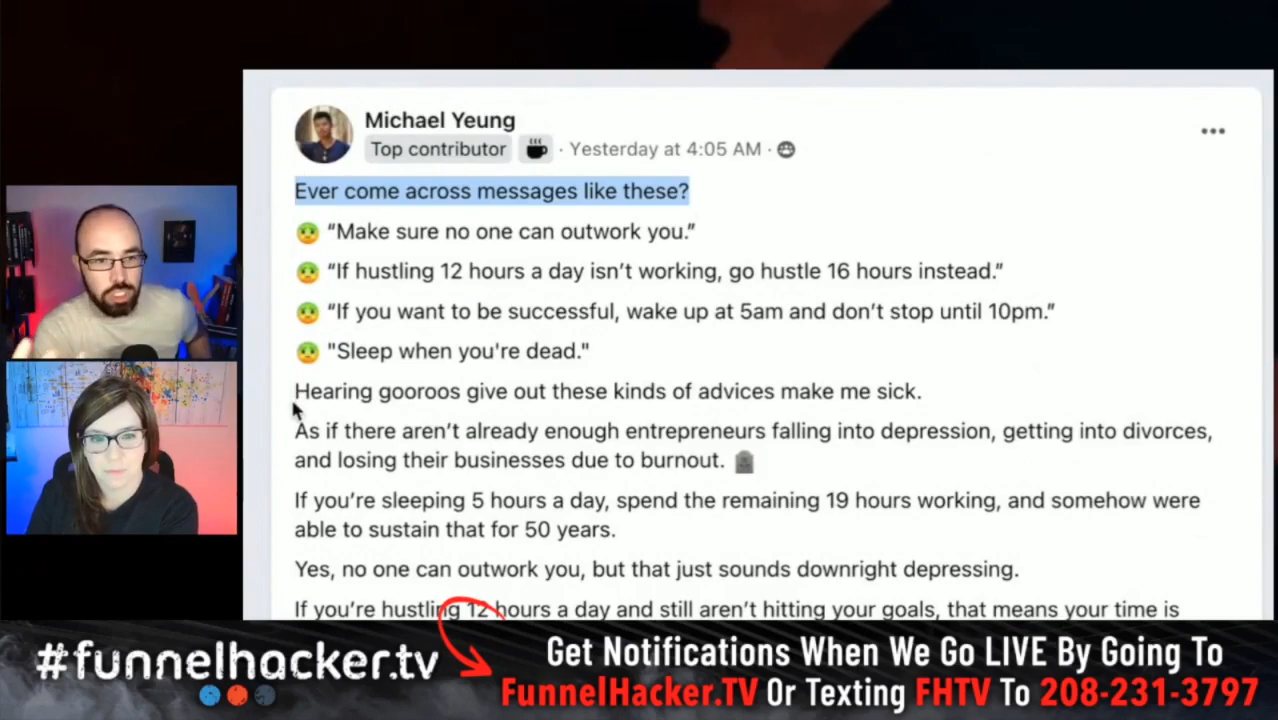 Michael Yeung
Top contributor · Yesterday at 4:05 AM ·
Ever come across messages like these?
“Make sure no one can outwork you.”
“If hustling 12 hours a day isn’t working, go hustle 16 hours instead.”
“If you want to be successful, wake up at 5am and don’t stop until 10pm.”
"Sleep when you're dead."
Hearing gooroos give out these kinds of advices make me sick.
As if there aren’t already enough entrepreneurs falling into depression, getting into divorces,
and losing their businesses due to burnout.
If you’re sleeping 5 hours a day, spend the remaining 19 hours working, and somehow were
able to sustain that for 50 years.
Yes, no one can outwork you, but that just sounds downright depressing.
If you’re hustling 12 hours a day and still aren’t hitting your goals, that means your time is
#funnelhacker.tv
Get Notifications When We Go LIVE By Going To
FunnelHacker.TV Or Texting FHTV To 208-231-3797